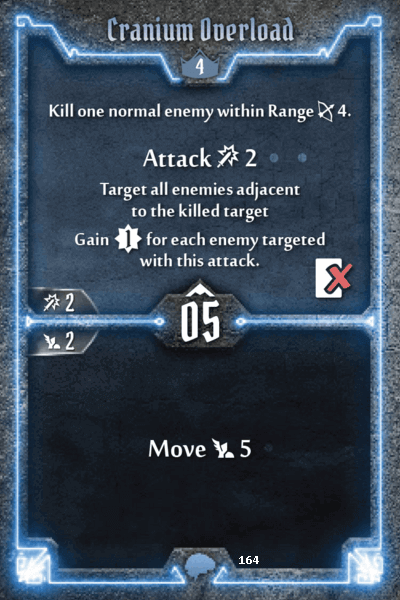 Cranium Overload
4
Kill one normal enemy within Range 4.
Attack 2
Target all enemies adjacent
to the killed target
Gain 1 for each enemy targeted
with this attack.
2
05
2
Move 5
164